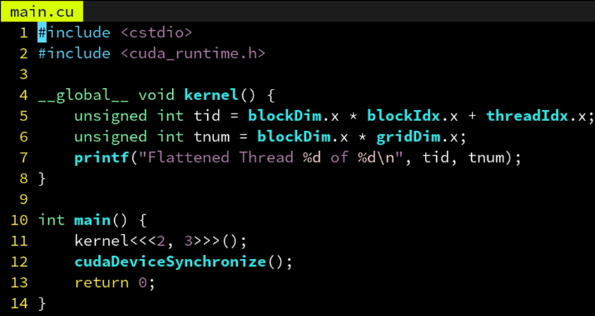 main.cu
1 #include <cstdio>
2 #include <cuda_runtime.h>
3
4 __global__ void kernel() {
5     unsigned int tid = blockDim.x * blockIdx.x + threadIdx.x;
6     unsigned int tnum = blockDim.x * gridDim.x;
7     printf("Flattened Thread %d of %d\n", tid, tnum);
8 }
9
10 int main() {
11     kernel<<<2, 3>>>();
12     cudaDeviceSynchronize();
13     return 0;
14 }